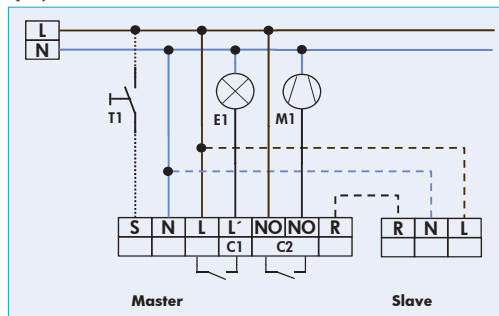 L
N
T1
E1
M1
S N L L´ NO NO R
R N L
C1 C2
Master
Slave